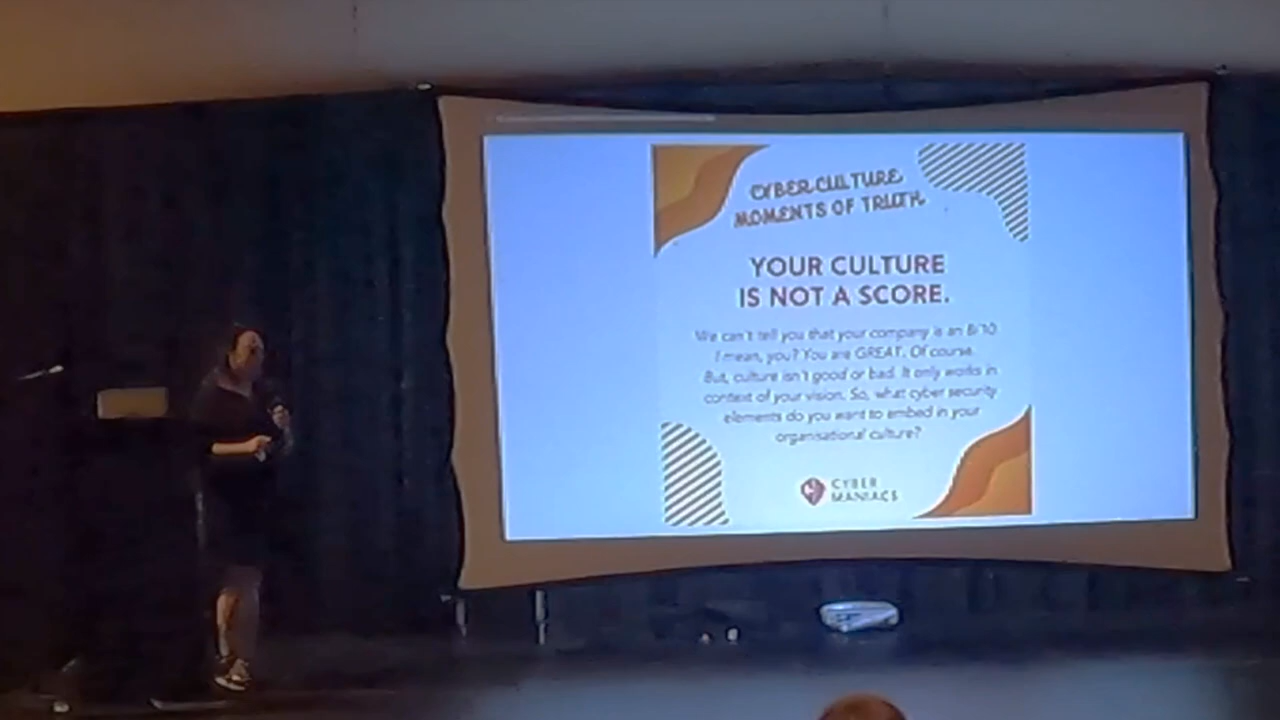 CYBER CULTURE
MOMENTS OF TRUTH
YOUR CULTURE
IS NOT A SCORE.
We can't tell you that your company is an 8/10
I mean, you? You are GREAT. Of course.
But, culture isn't good or bad. It only works in
context of your vision. So, what cyber security
elements do you want to embed in your
organisational culture?
CYBER
MANIACS